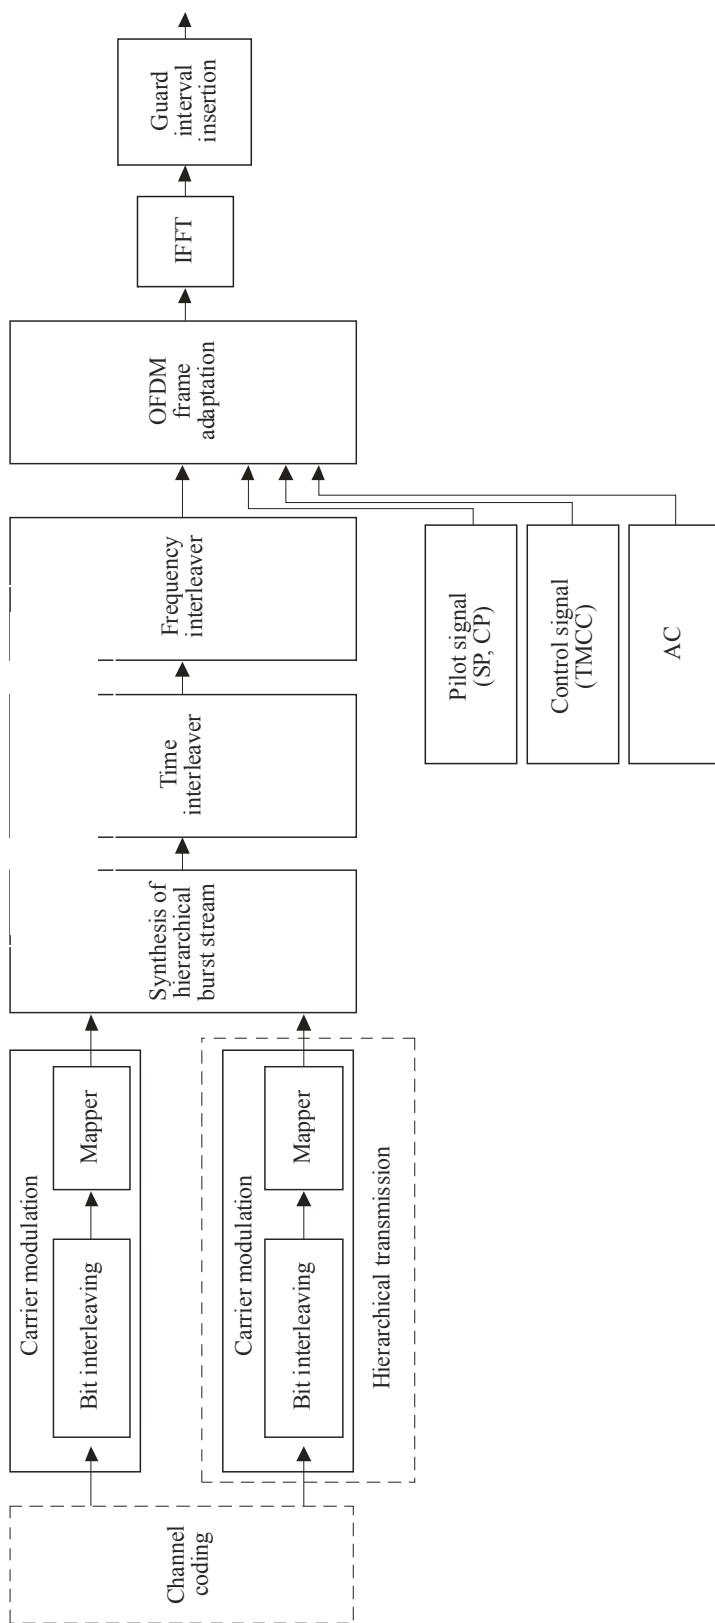 Channel
coding
Carrier modulation
Bit interleaving
Mapper
Carrier modulation
Bit interleaving
Mapper
Hierarchical transmission
Synthesis of
hierarchical
burst stream
Time
interleaver
Frequency
interleaver
Pilot signal
(SP, CP)
Control signal
(TMCC)
AC
OFDM
frame
adaptation
IFFT
Guard
interval
insertion